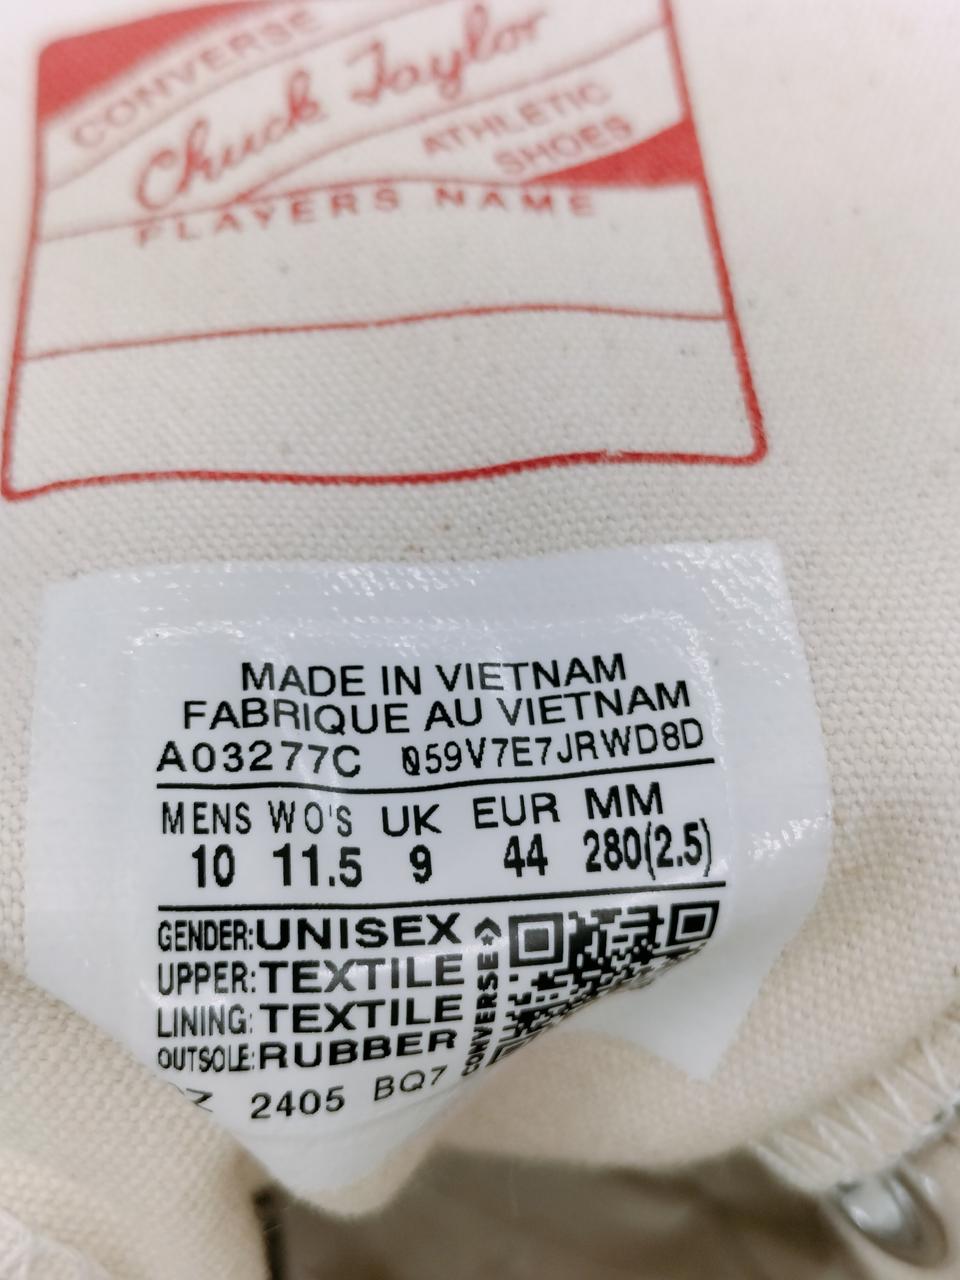 CONVERSE
Chuck Taylor
ATHLETIC
SHOES
PLAYERS NAME
MADE IN VIETNAM
FABRIQUE AU VIETNAM
A03277C 059V7E7JRWD8D
MENS WO'S UK EUR MM
10 11.5 9 44 280(2.5)
GENDER:UNISEX
UPPER:TEXTILE
LINING:TEXTILE
OUTSOLE:RUBBER
CONVERSE
2405 BQ7